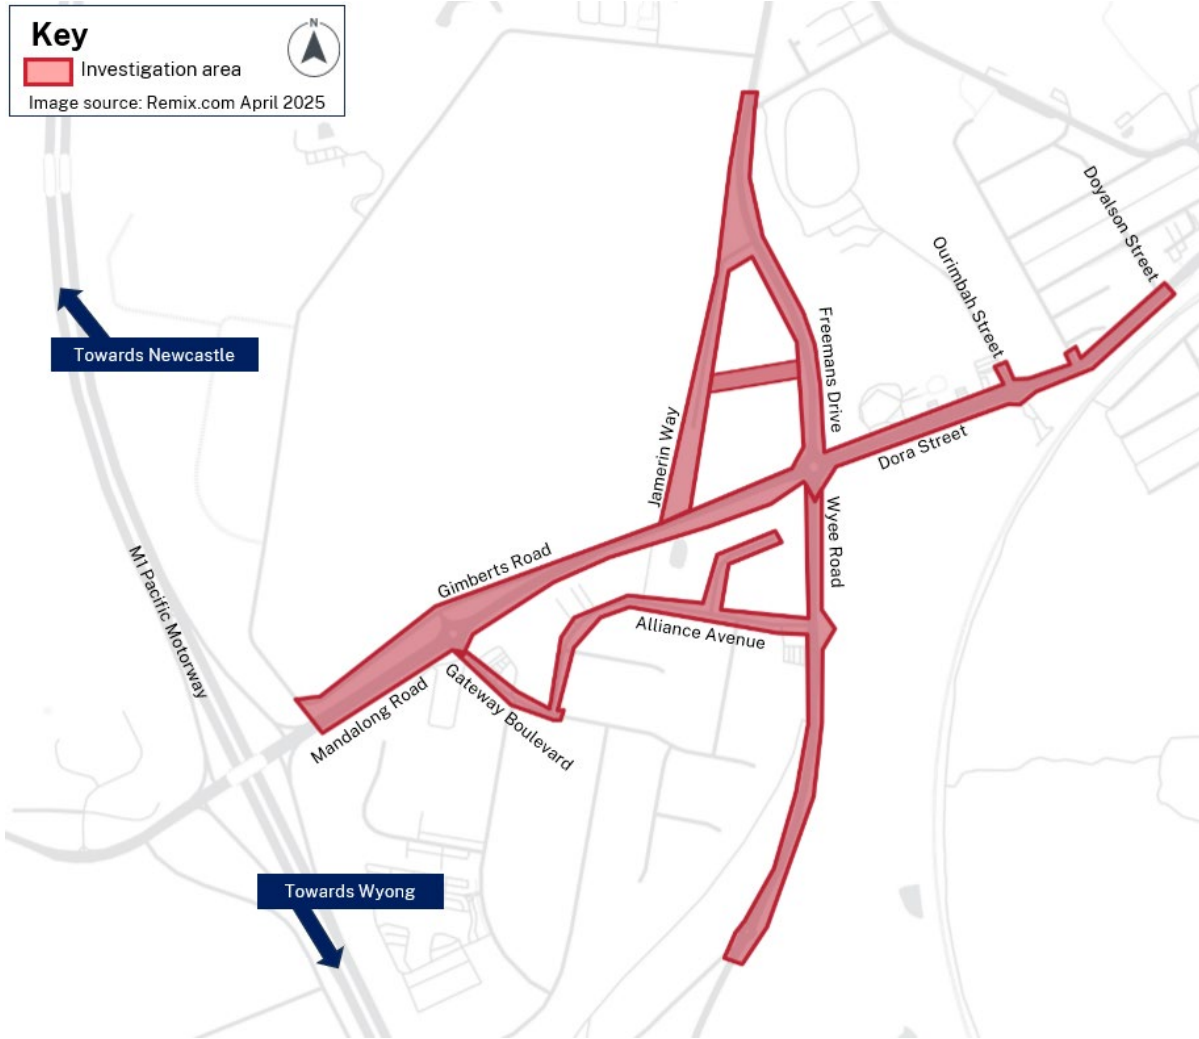 Key
N
Investigation area
Image source: Remix.com April 2025
Doyalson Street
Ourimbah Street
Towards Newcastle
Freemans Drive
Jamerin Way
Dora Street
Wyee Road
Gimberts Road
M1 Pacific Motorway
Alliance Avenue
Gateway Boulevard
Mandalong Road
Towards Wyong